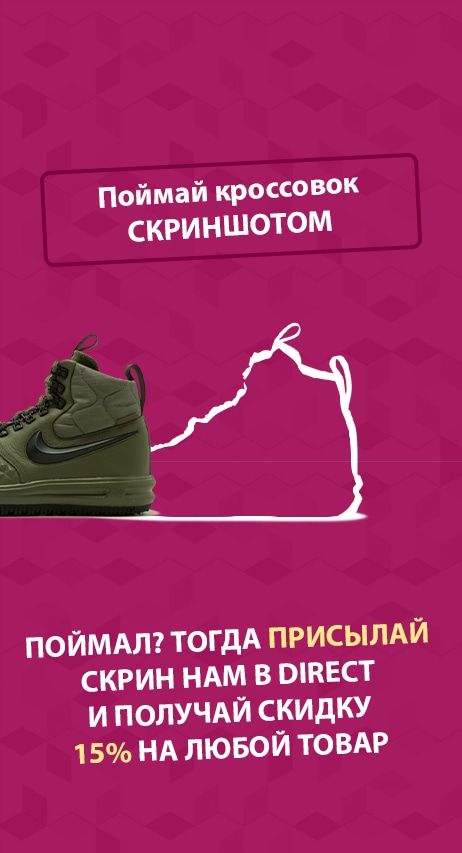 Поймай кроссовок
СКРИНШОТОМ
ПОЙМАЛ? ТОГДА ПРИСЫЛАЙ
СКРИН НАМ В DIRECT
И ПОЛУЧАЙ СКИДКУ
15% НА ЛЮБОЙ ТОВАР